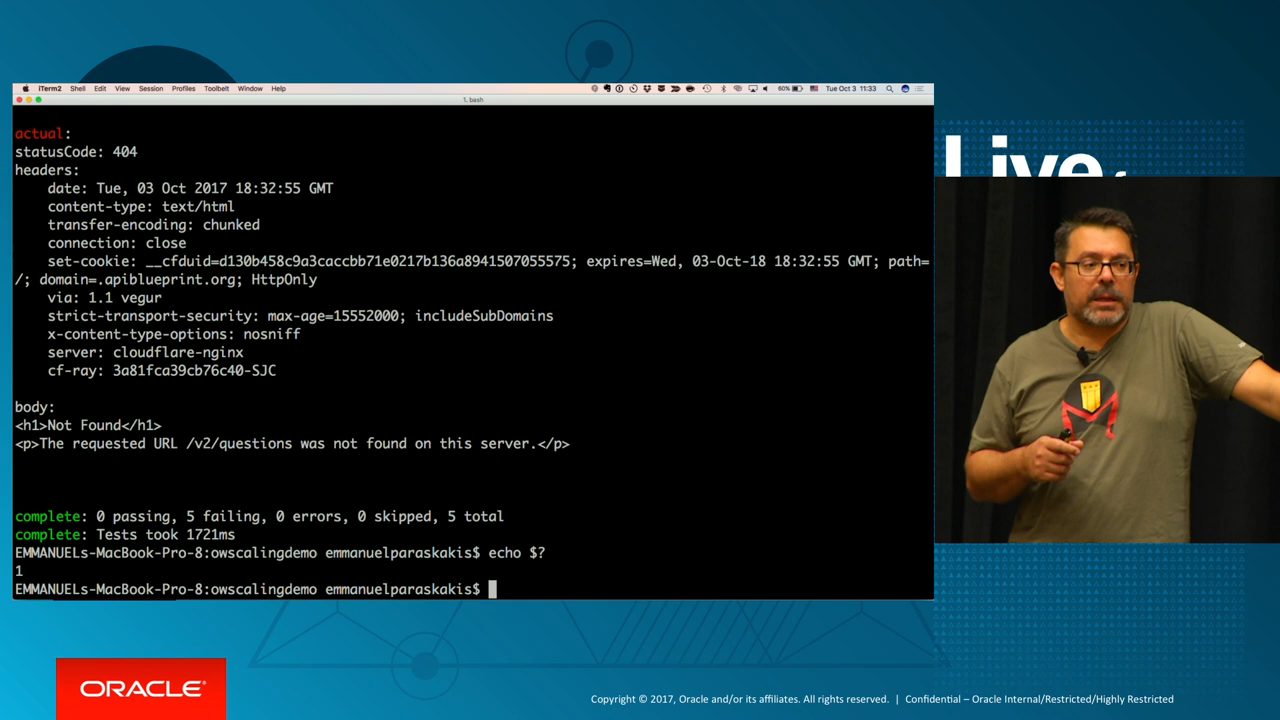 iTerm2 Shell Edit View Session Profiles Toolbelt Window Help 60% Tue Oct 3 11:33
1. bash
actual:
statusCode: 404
headers:
date: Tue, 03 Oct 2017 18:32:55 GMT
content-type: text/html
transfer-encoding: chunked
connection: close
set-cookie: __cfduid=d130b458c9a3caccbb71e0217b136a8941507055575; expires=Wed, 03-Oct-18 18:32:55 GMT; path=
/; domain=.apiblueprint.org; HttpOnly
via: 1.1 vegur
strict-transport-security: max-age=15552000; includeSubDomains
x-content-type-options: nosniff
server: cloudflare-nginx
cf-ray: 3a81fca39cb76c40-SJC
body:
<h1>Not Found</h1>
<p>The requested URL /v2/questions was not found on this server.</p>
complete: 0 passing, 5 failing, 0 errors, 0 skipped, 5 total
complete: Tests took 1721ms
EMMANUELs-MacBook-Pro-8:owscalingdemo emmanuelparaskakis$ echo $?
1
EMMANUELs-MacBook-Pro-8:owscalingdemo emmanuelparaskakis$
Live
ORACLE®
Copyright © 2017, Oracle and/or its affiliates. All rights reserved. | Confidential – Oracle Internal/Restricted/Highly Restricted